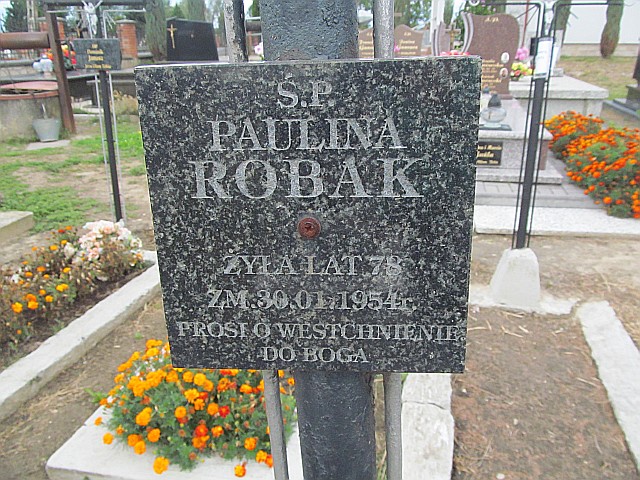 Ś.P.
PAULINA
ROBAK
ŻYŁA LAT 78
ZM. 30.01.1954r.
PROSI O WESTCHNIENIE
DO BOGA